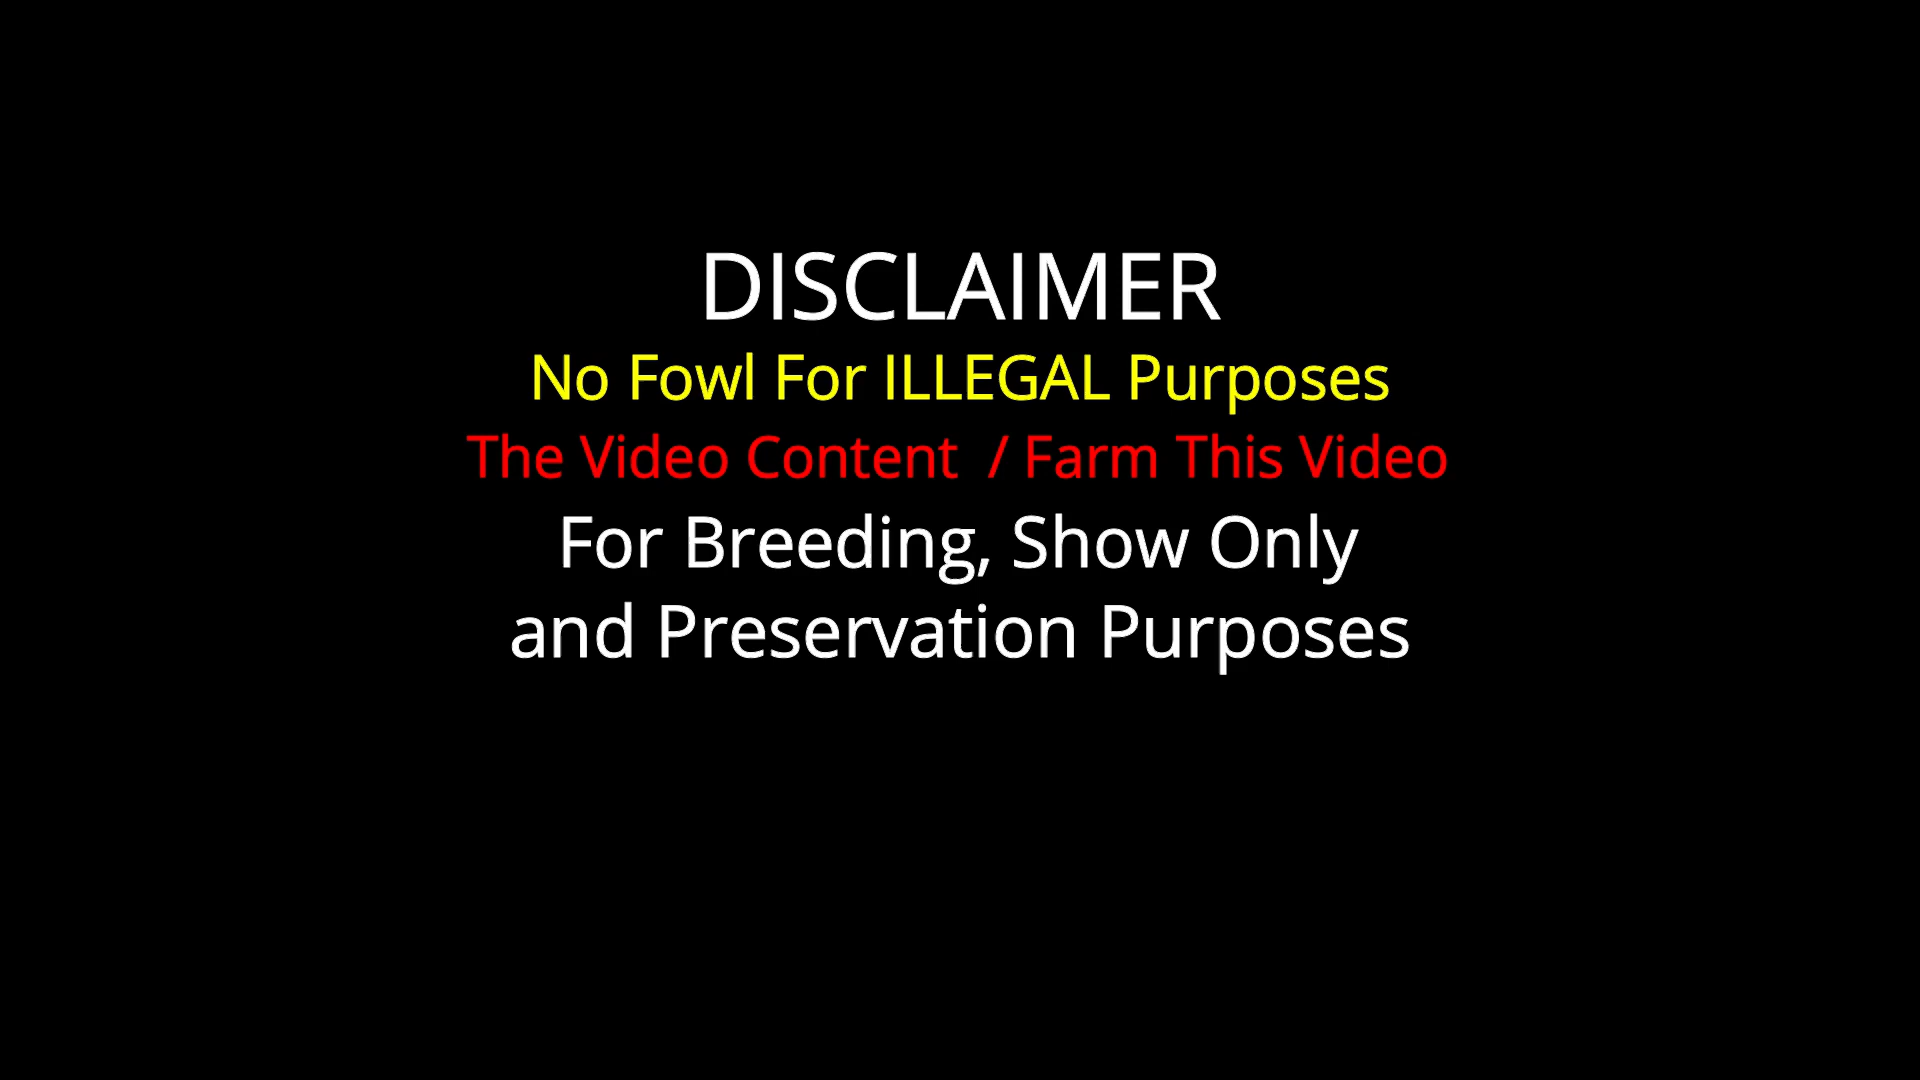 DISCLAIMER
No Fowl For ILLEGAL Purposes
The Video Content  / Farm This Video
For Breeding, Show Only
and Preservation Purposes